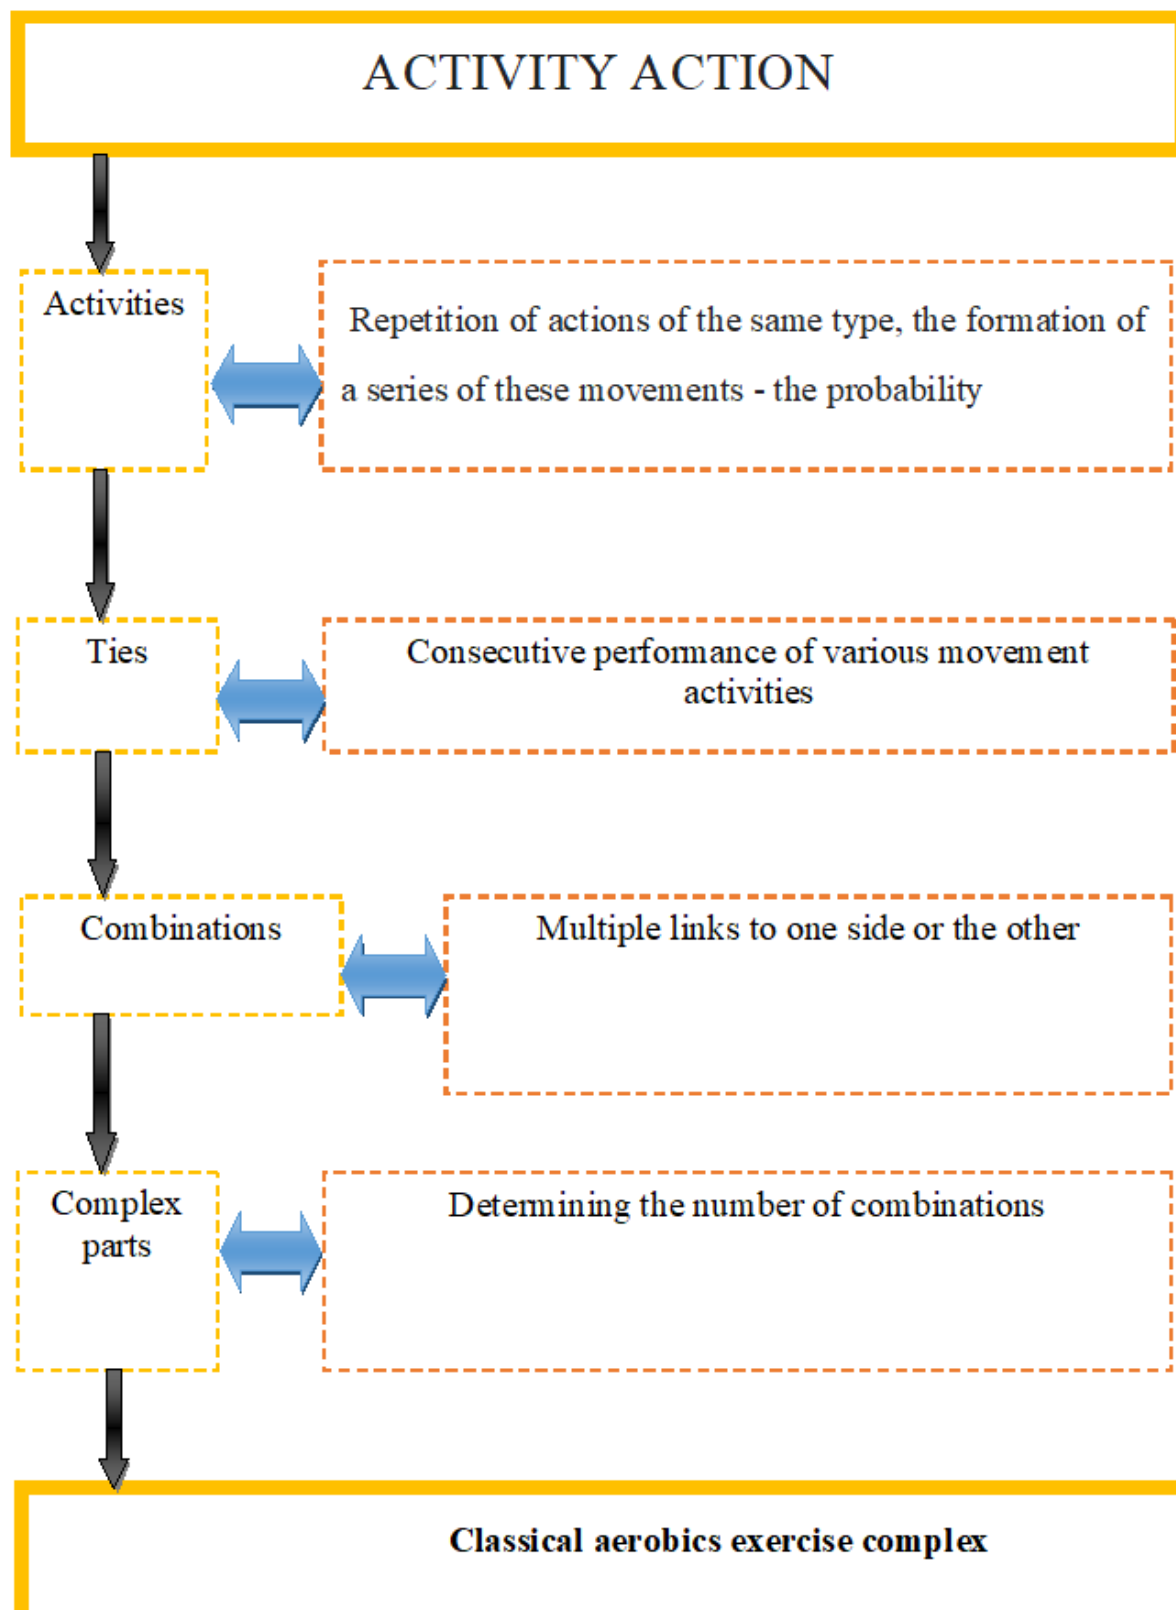 ACTIVITY ACTION
Activities
Repetition of actions of the same type, the formation of
a series of these movements - the probability
Ties
Consecutive performance of various movement
activities
Combinations
Multiple links to one side or the other
Complex
parts
Determining the number of combinations
Classical aerobics exercise complex